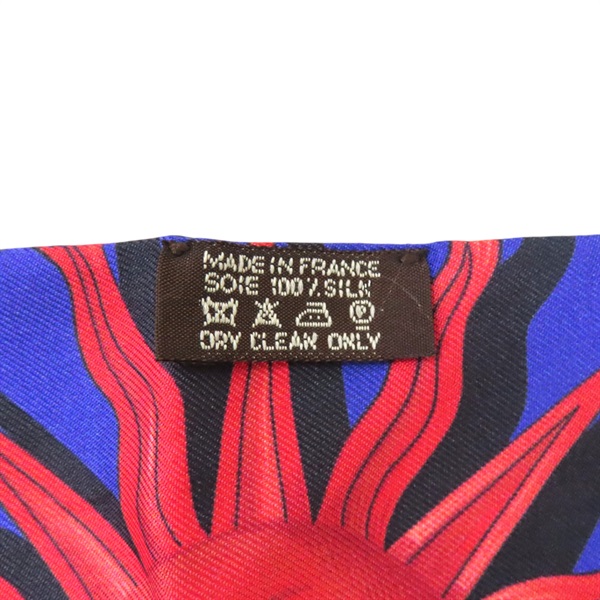 MADE IN FRANCE
SOIE 100% SILK
DRY CLEAN ONLY